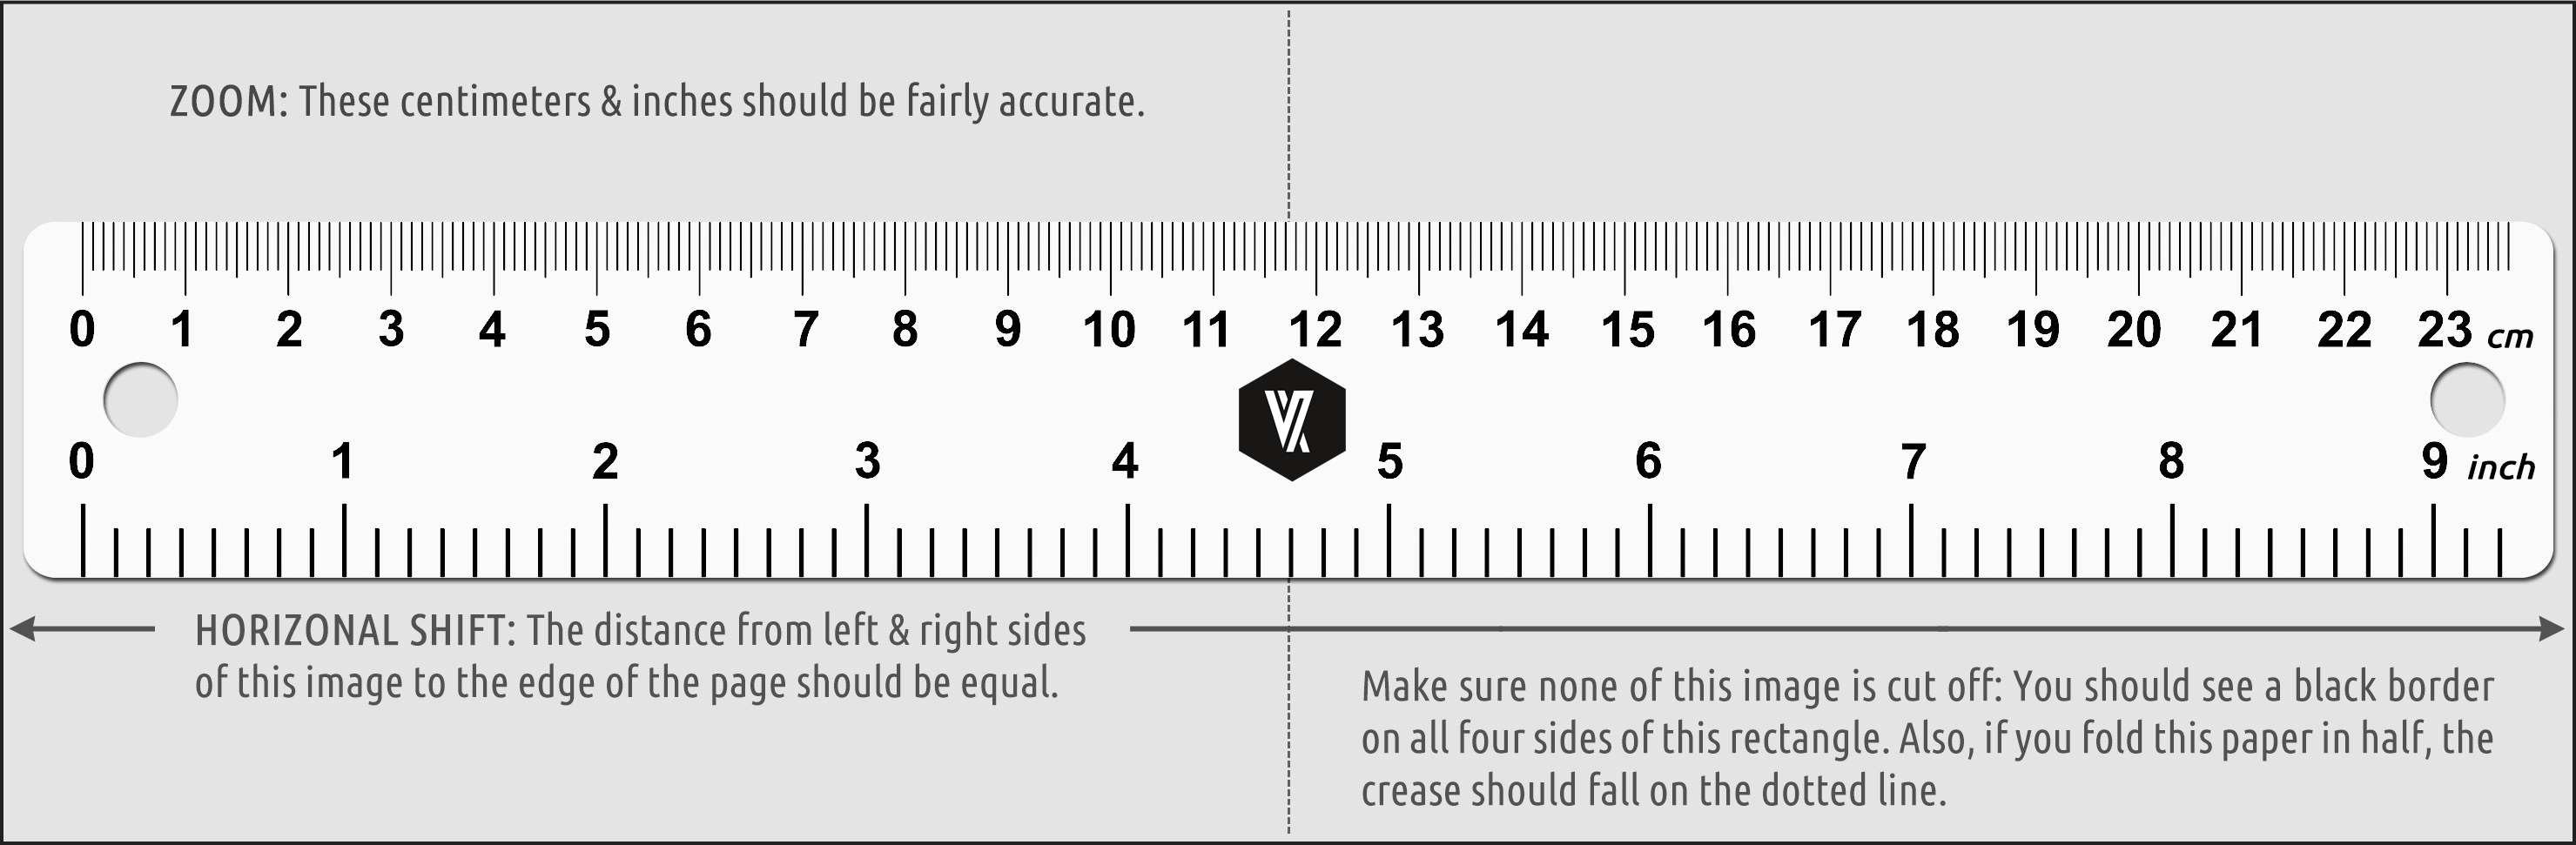 ZOOM: These centimeters & inches should be fairly accurate.
0 1 2 3 4 5 6 7 8 9 10 11 12 13 14 15 16 17 18 19 20 21 22 23 cm
0 1 2 3 4 5 6 7 8 9 inch
HORIZONAL SHIFT: The distance from left & right sides
of this image to the edge of the page should be equal.
Make sure none of this image is cut off: You should see a black border
on all four sides of this rectangle. Also, if you fold this paper in half, the
crease should fall on the dotted line.